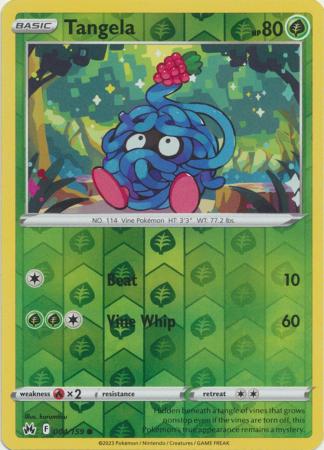 BASIC Tangela HP 80
NO. 114 Vine Pokémon HT: 3'3" WT: 77.2 lbs.
Beat 10
Vine Whip 60
weakness ×2 resistance retreat
Illus. kurumitsu
F 004/159 ●
Hidden beneath a tangle of vines that grows
nonstop even if the vines are torn off, this
Pokémon's true appearance remains a mystery.
©2023 Pokémon / Nintendo / Creatures / GAME FREAK